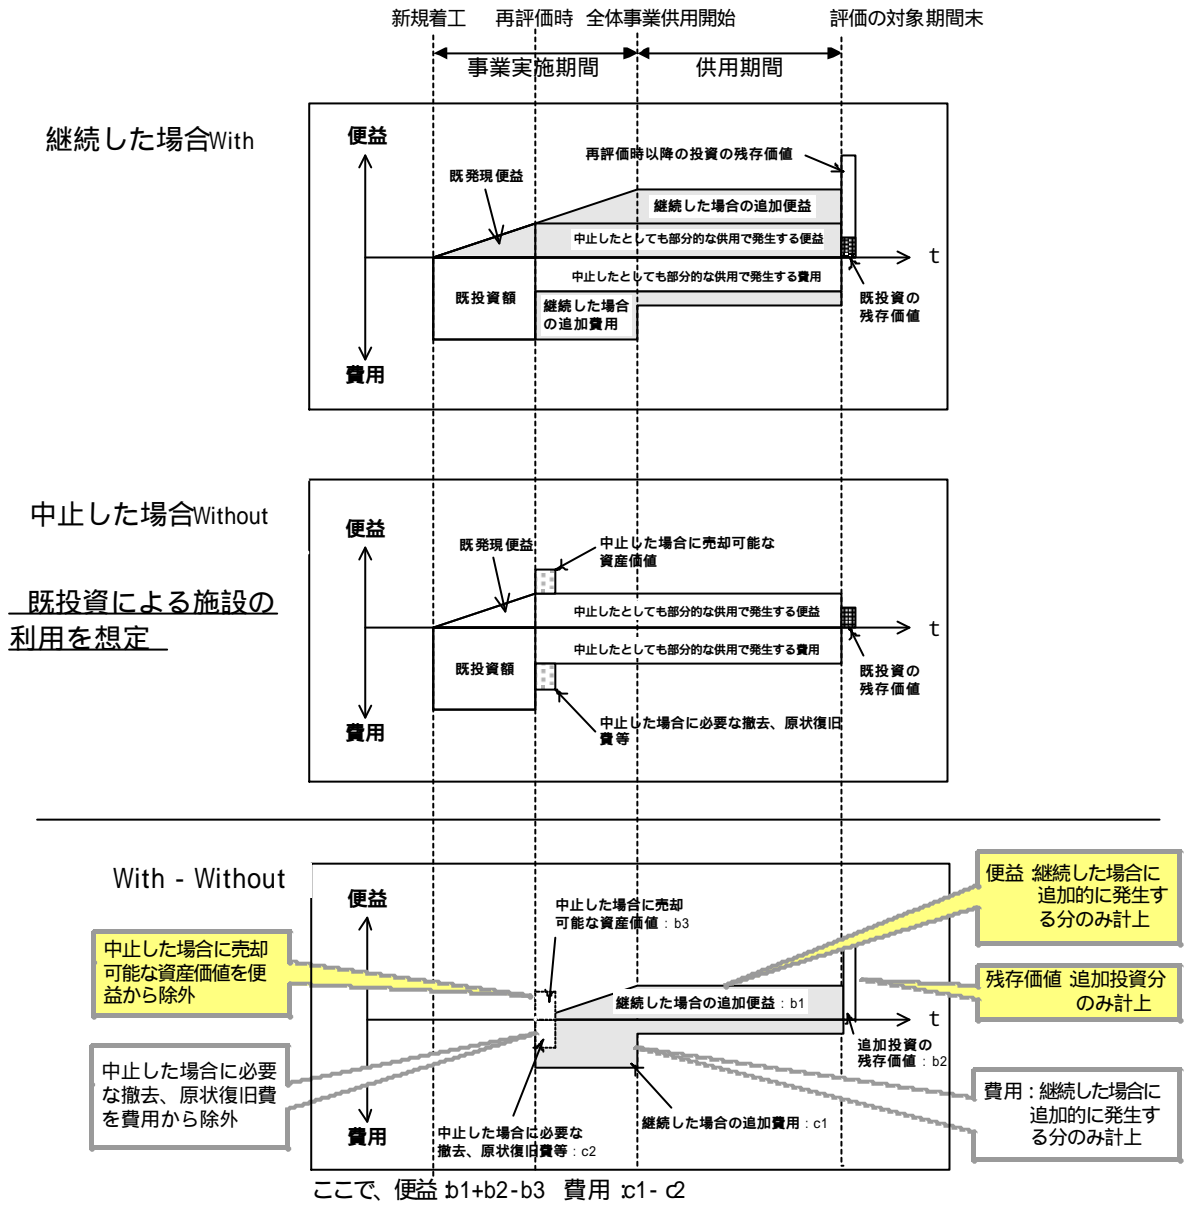 新規着工 再評価時 全体事業供用開始 評価の対象期間末
事業実施期間 供用期間
継続した場合With
便益
再評価時以降の投資の残存価値
既発現便益
継続した場合の追加便益
中止したとしても部分的な供用で発生する便益
t
中止したとしても部分的な供用で発生する費用
既投資額
継続した場合
の追加費用
既投資の
残存価値
費用
中止した場合Without
便益
既発現便益
中止した場合に売却可能な
資産価値
既投資による施設の
利用を想定
中止したとしても部分的な供用で発生する便益
t
中止したとしても部分的な供用で発生する費用
既投資額
既投資の
残存価値
中止した場合に必要な撤去、原状復旧
費等
費用
With - Without
便益
中止した場合に売却
可能な資産価値：b3
便益 継続した場合に
追加的に発生す
る分のみ計上
中止した場合に売却
可能な資産価値を便
益から除外
残存価値 追加投資分
のみ計上
継続した場合の追加便益：b1
t
追加投資の
残存価値：b2
中止した場合に必要
な撤去、原状復旧費
を費用から除外
費用：継続した場合に
追加的に発生す
る分のみ計上
継続した場合の追加費用：c1
中止した場合に必要な
撤去、原状復旧費等：c2
費用
ここで、便益:b1+b2-b3 費用:c1-c2